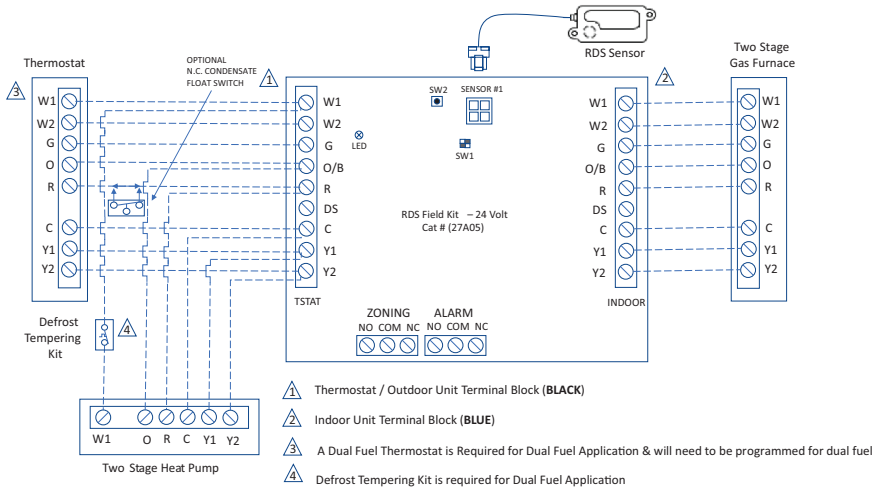 RDS Sensor
Thermostat
OPTIONAL
N.C. CONDENSATE
FLOAT SWITCH
Two Stage
Gas Furnace
3
1
2
SW2
SENSOR #1
W1
W2
G
O
R
C
Y1
Y2
W1
W2
G
O/B
R
DS
C
Y1
Y2
TSTAT
LED
SW1
RDS Field Kit – 24 Volt
Cat # (27A05)
W1
W2
G
O/B
R
DS
C
Y1
Y2
INDOOR
W1
W2
G
O
R
C
Y1
Y2
ZONING
NO COM NC
ALARM
NO COM NC
Defrost
Tempering
Kit
4
W1 O R C Y1 Y2
Two Stage Heat Pump
1 Thermostat / Outdoor Unit Terminal Block (BLACK)
2 Indoor Unit Terminal Block (BLUE)
3 A Dual Fuel Thermostat is Required for Dual Fuel Application & will need to be programmed for dual fuel
4 Defrost Tempering Kit is required for Dual Fuel Application